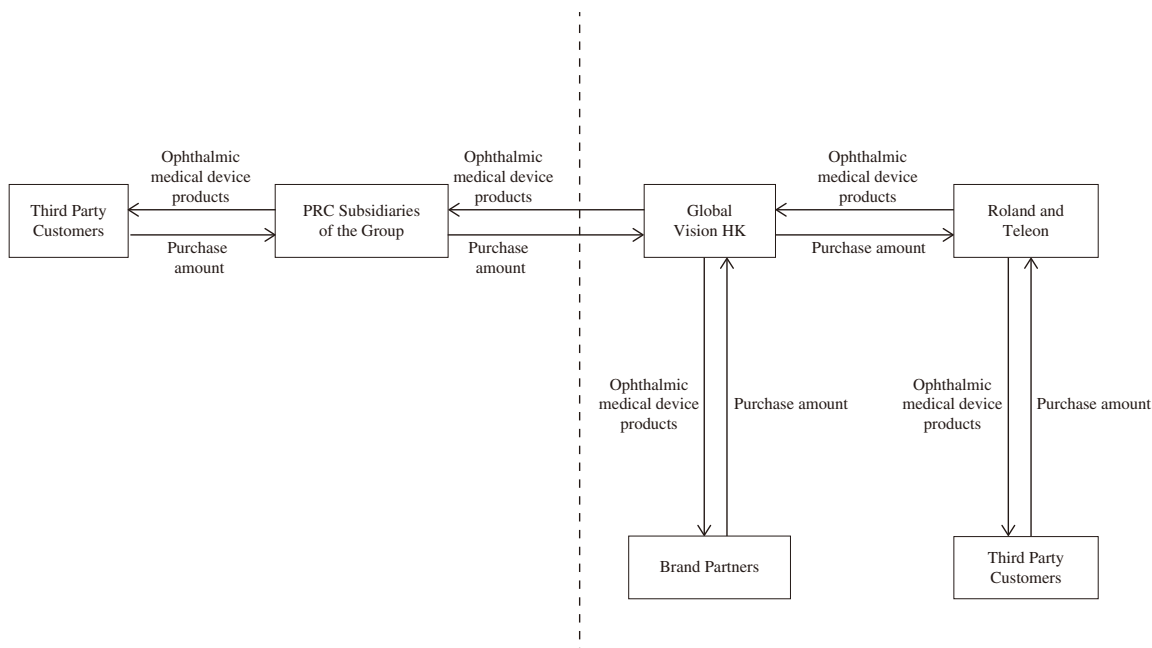 Ophthalmic
medical device
products
Ophthalmic
medical device
products
Ophthalmic
medical device
products
Third Party
Customers
PRC Subsidiaries
of the Group
Global
Vision HK
Roland and
Teleon
Purchase
amount
Purchase
amount
Purchase amount
Ophthalmic
medical device
products
Purchase amount
Ophthalmic
medical device
products
Purchase amount
Brand Partners
Third Party
Customers